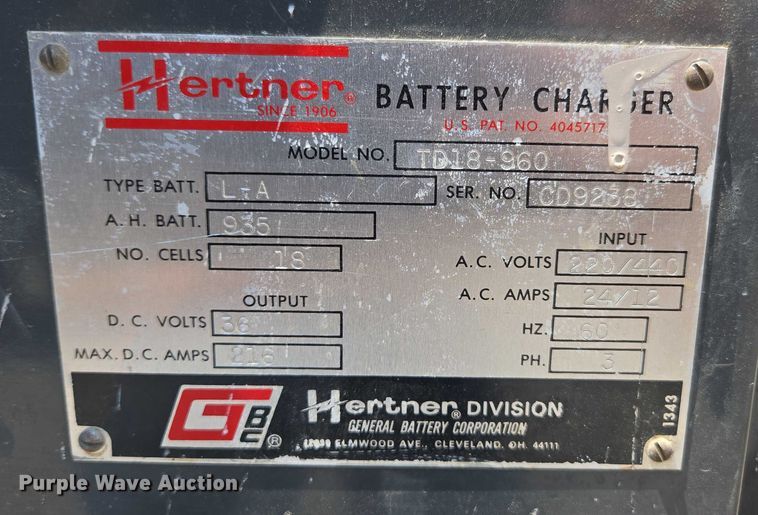 Hertner®
SINCE 1906
BATTERY CHARGER
U.S. PAT. NO. 4045717
MODEL NO. TD18-960
TYPE BATT. L-A
SER. NO. CD9238
A.H. BATT. 935
NO. CELLS 18
INPUT
A.C. VOLTS 220/440
A.C. AMPS 24/12
HZ. 60
PH. 3
OUTPUT
D.C. VOLTS 36
MAX. D.C. AMPS 216
GBC®
Hertner® DIVISION
GENERAL BATTERY CORPORATION
ELMWOOD AVE., CLEVELAND, OH. 44111
1343
Purple Wave Auction